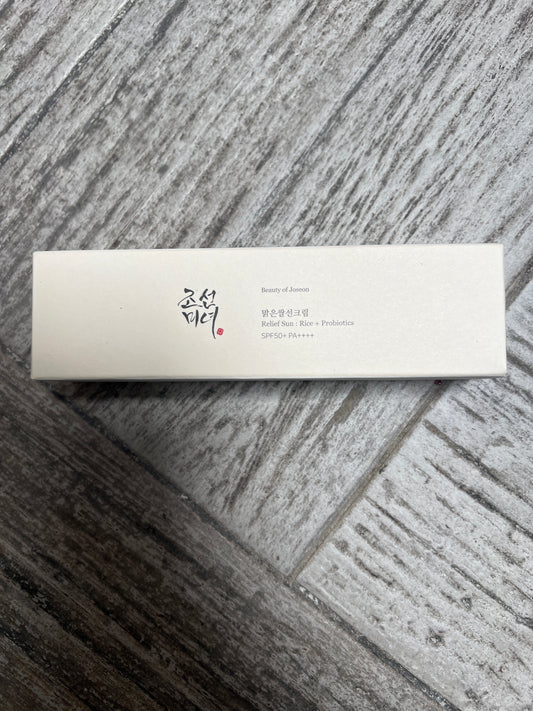 조선
미녀
Beauty of Joseon
맑은쌀선크림
Relief Sun : Rice + Probiotics
SPF50+ PA++++